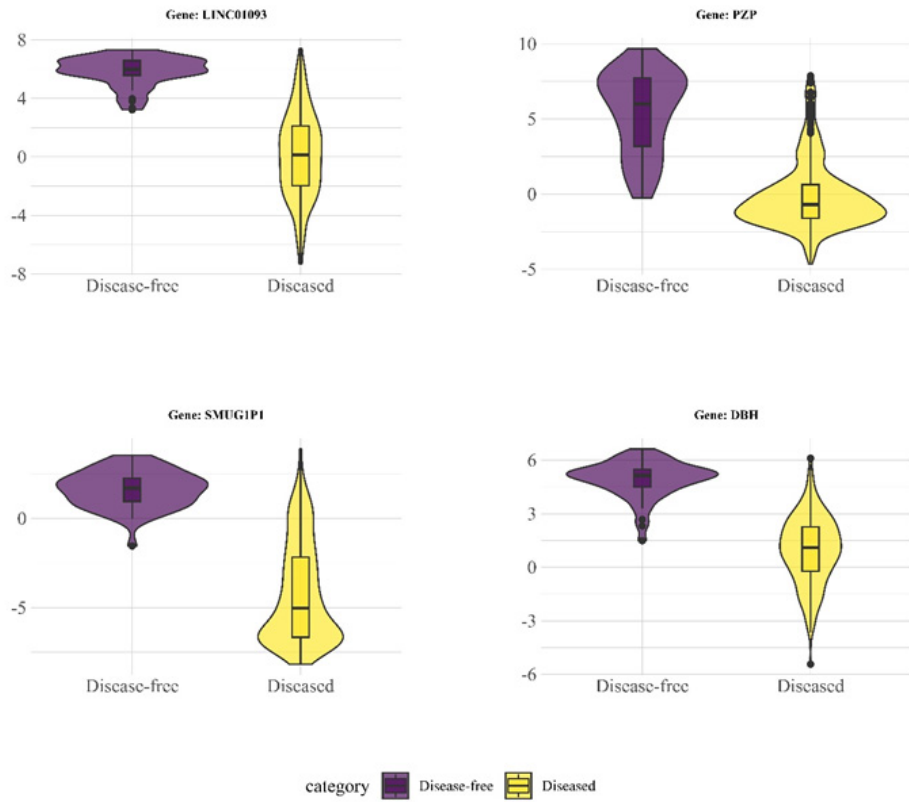 Gene: LINC01093
8
4
0
-4
-8
Disease-free Diseased
Gene: PZP
10
5
0
-5
Disease-free Diseased
Gene: SMUG1P1
0
-5
Disease-free Diseased
Gene: DBH
6
3
0
-3
-6
Disease-free Diseased
category Disease-free Diseased